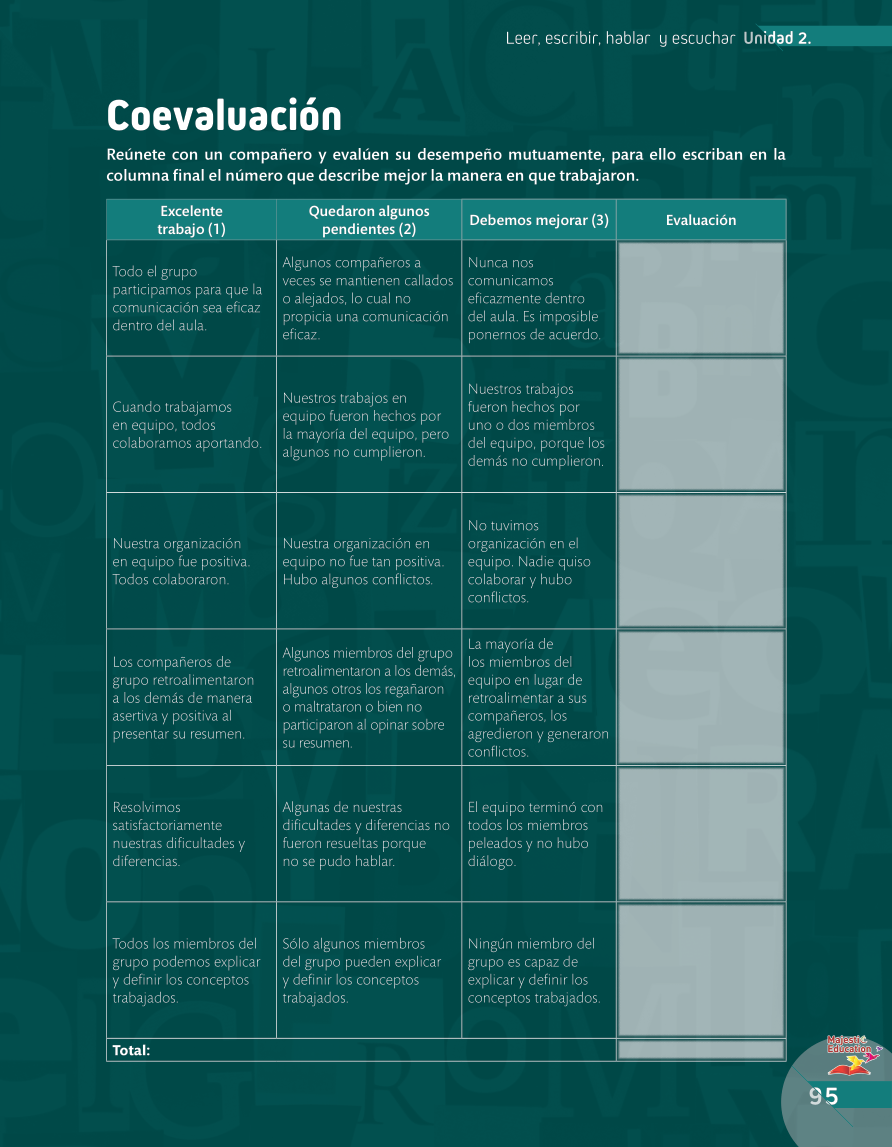 Leer, escribir, hablar y escuchar Unidad 2.
Coevaluación
Reúnete con un compañero y evalúen su desempeño mutuamente, para ello escriban en la
columna final el número que describe mejor la manera en que trabajaron.
Excelente
trabajo (1)
Quedaron algunos
pendientes (2)
Debemos mejorar (3)
Evaluación
Todo el grupo
participamos para que la
comunicación sea eficaz
dentro del aula.
Algunos compañeros a
veces se mantienen callados
o alejados, lo cual no
propicia una comunicación
eficaz.
Nunca nos
comunicamos
eficazmente dentro
del aula. Es imposible
ponernos de acuerdo.
Cuando trabajamos
en equipo, todos
colaboramos aportando.
Nuestros trabajos en
equipo fueron hechos por
la mayoría del equipo, pero
algunos no cumplieron.
Nuestros trabajos
fueron hechos por
uno o dos miembros
del equipo, porque los
demás no cumplieron.
Nuestra organización
en equipo fue positiva.
Todos colaboraron.
Nuestra organización en
equipo no fue tan positiva.
Hubo algunos conflictos.
No tuvimos
organización en el
equipo. Nadie quiso
colaborar y hubo
conflictos.
Los compañeros de
grupo retroalimentaron
a los demás de manera
asertiva y positiva al
presentar su resumen.
Algunos miembros del grupo
retroalimentaron a los demás,
algunos otros los regañaron
o maltrataron o bien no
participaron al opinar sobre
su resumen.
La mayoría de
los miembros del
equipo en lugar de
retroalimentar a sus
compañeros, los
agredieron y generaron
conflictos.
Resolvimos
satisfactoriamente
nuestras dificultades y
diferencias.
Algunas de nuestras
dificultades y diferencias no
fueron resueltas porque
no se pudo hablar.
El equipo terminó con
todos los miembros
peleados y no hubo
diálogo.
Todos los miembros del
grupo podemos explicar
y definir los conceptos
trabajados.
Sólo algunos miembros
del grupo pueden explicar
y definir los conceptos
trabajados.
Ningún miembro del
grupo es capaz de
explicar y definir los
conceptos trabajados.
Total:
Majestic
Education
95